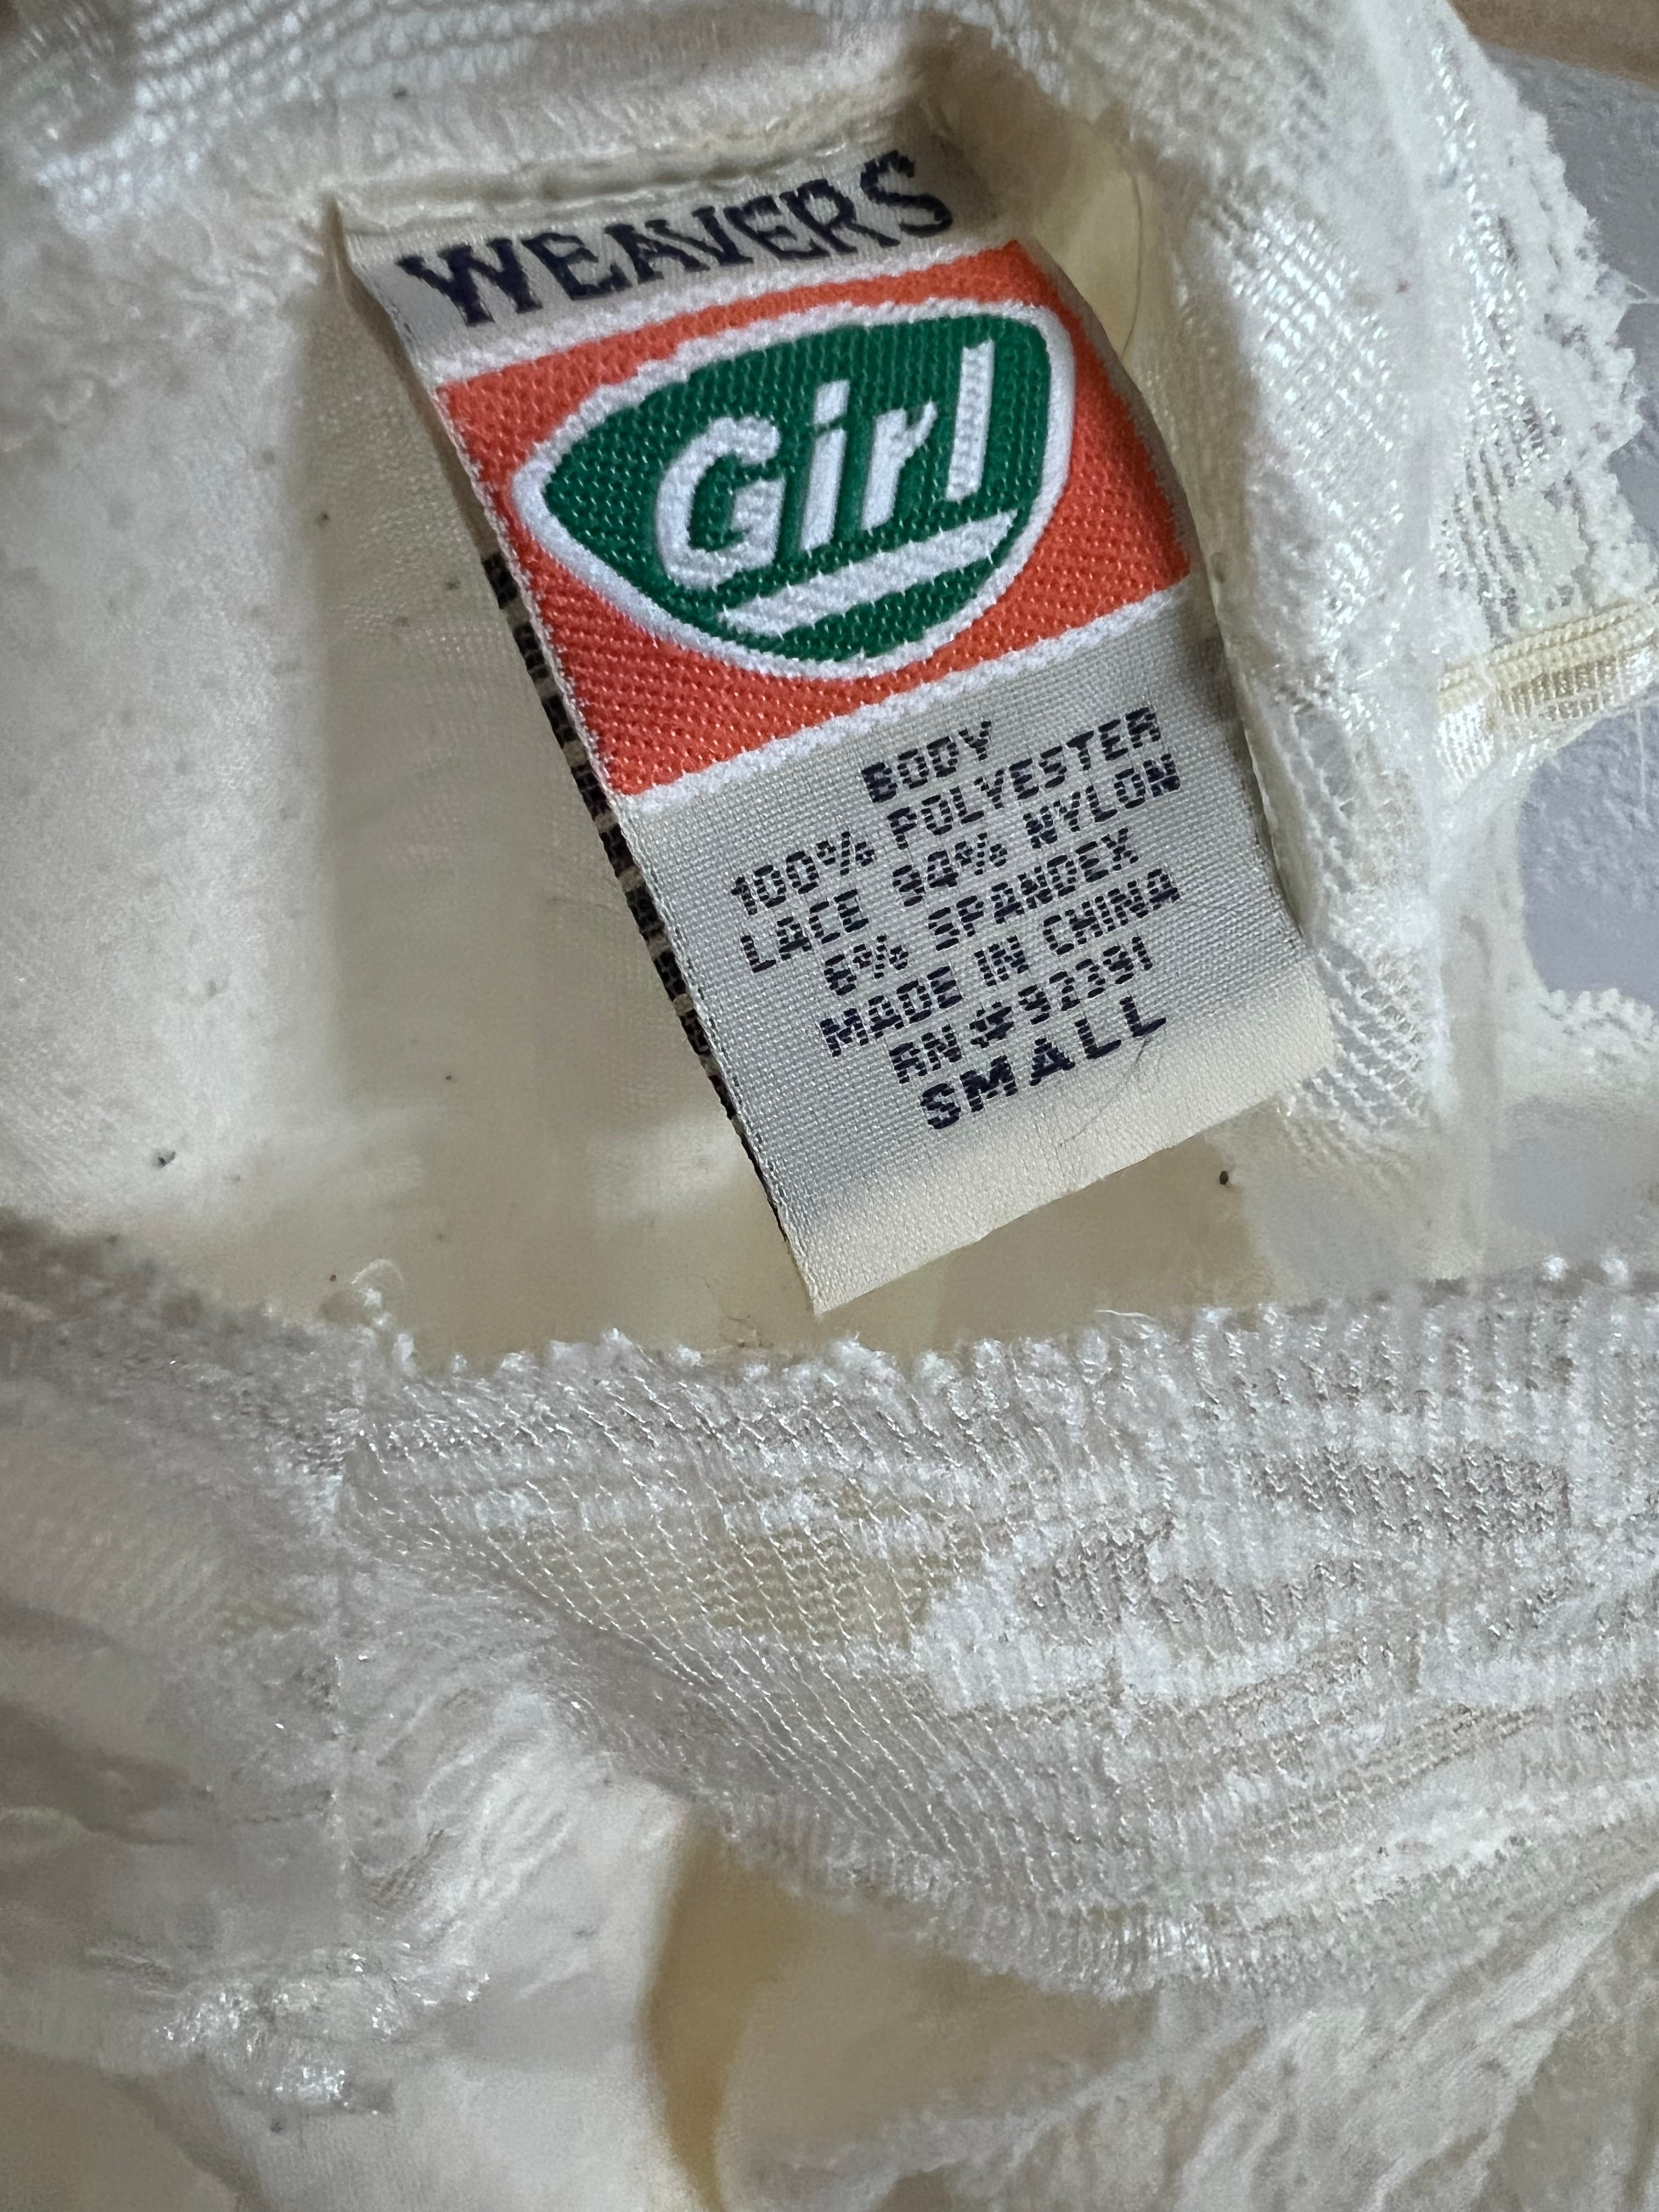 WEAVERS
Girl
BODY
100% POLYESTER
LACE 94% NYLON
6% SPANDEX
MADE IN CHINA
RN#92391
SMALL